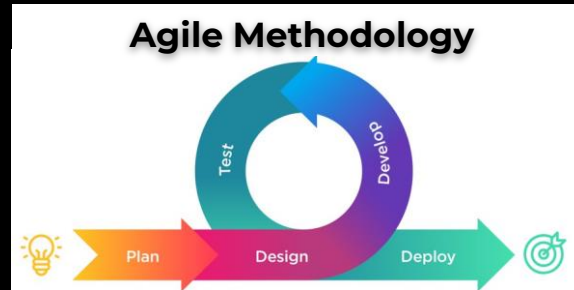 Agile Methodology
Test
Develop
Plan
Design
Deploy